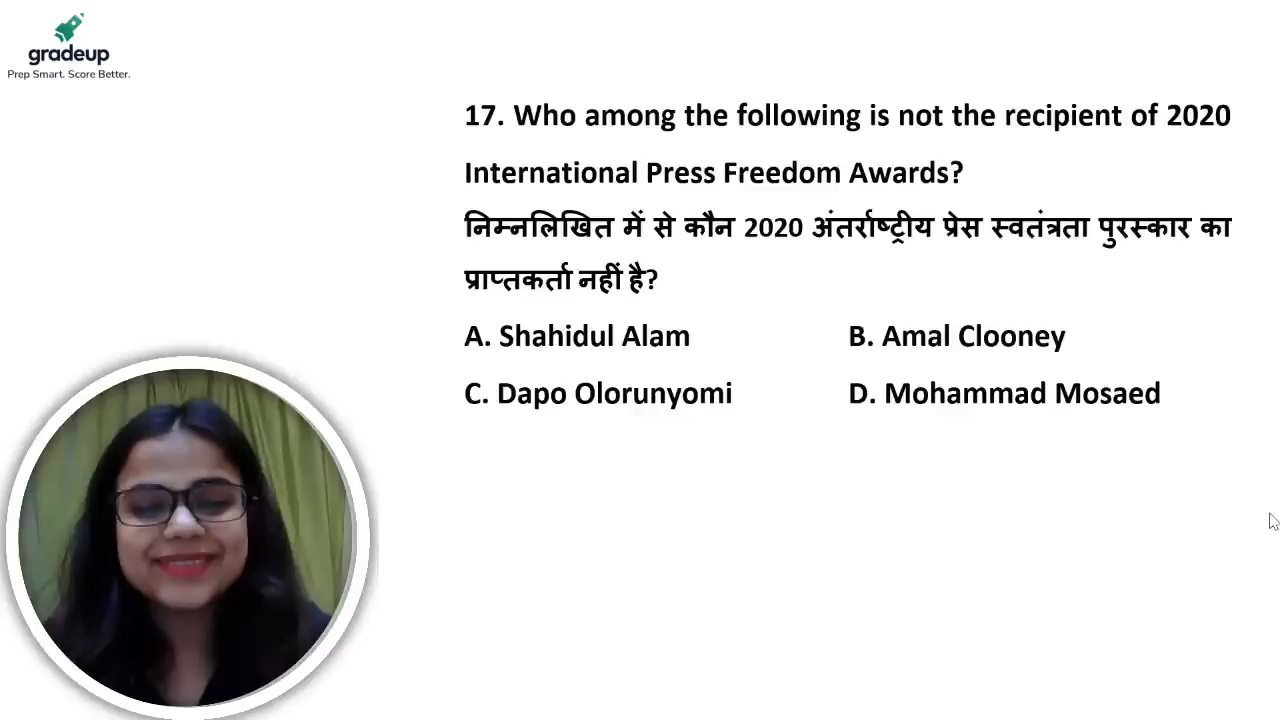 gradeup
Prep Smart. Score Better.
17. Who among the following is not the recipient of 2020
International Press Freedom Awards?
निम्नलिखित में से कौन 2020 अंतर्राष्ट्रीय प्रेस स्वतंत्रता पुरस्कार का
प्राप्तकर्ता नहीं है?
A. Shahidul Alam B. Amal Clooney
C. Dapo Olorunyomi D. Mohammad Mosaed